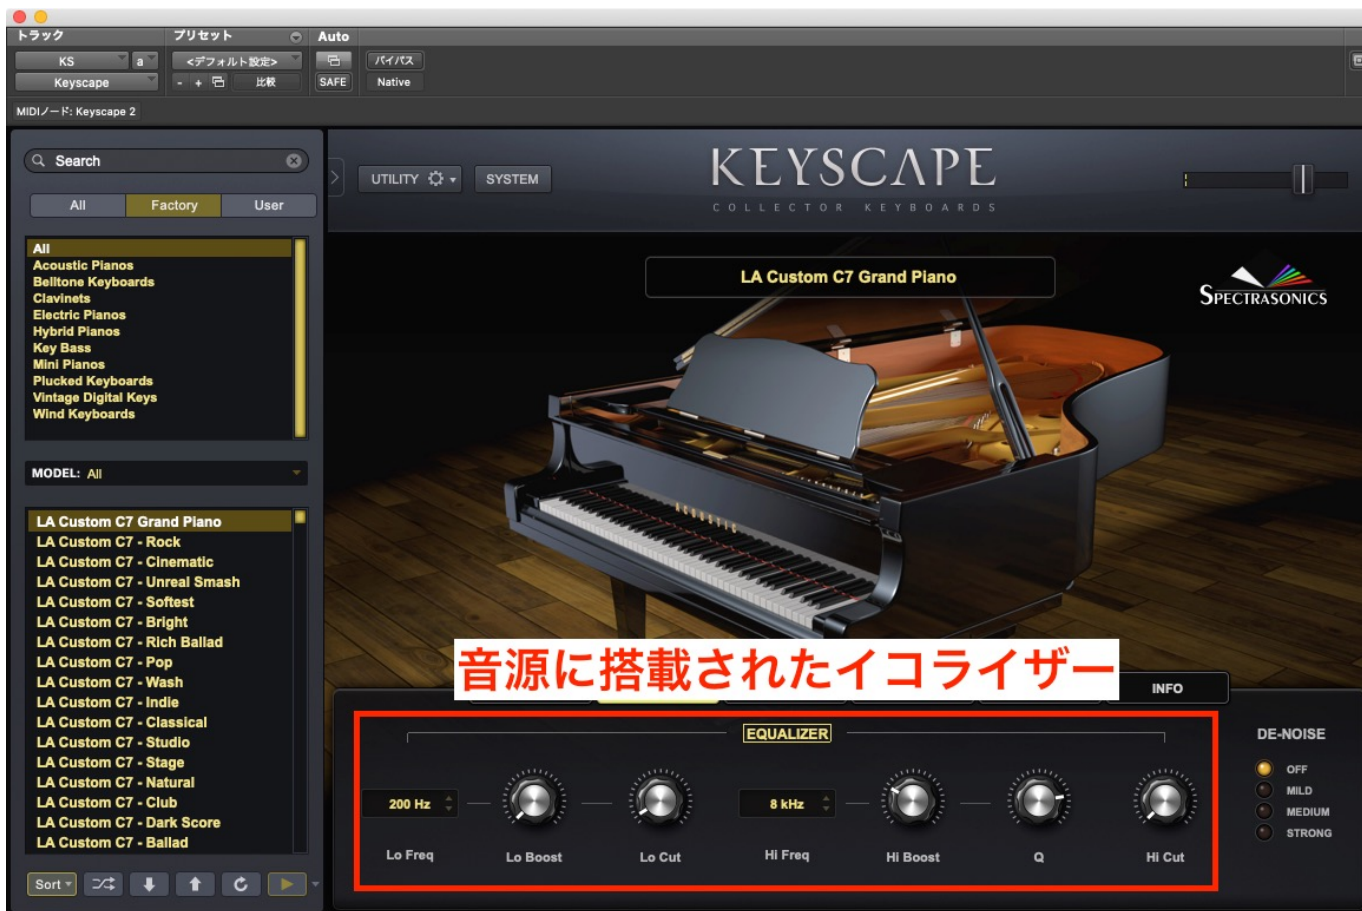 トラック
プリセット
Auto
KS
a
<デフォルト設定>
バイパス
Keyscape
- +
比較
SAFE
Native
MIDIノード: Keyscape 2
Search
All
Factory
User
All
Acoustic Pianos
Belltone Keyboards
Clavinets
Electric Pianos
Hybrid Pianos
Key Bass
Mini Pianos
Plucked Keyboards
Vintage Digital Keys
Wind Keyboards
MODEL: All
LA Custom C7 Grand Piano
LA Custom C7 - Rock
LA Custom C7 - Cinematic
LA Custom C7 - Unreal Smash
LA Custom C7 - Softest
LA Custom C7 - Bright
LA Custom C7 - Rich Ballad
LA Custom C7 - Pop
LA Custom C7 - Wash
LA Custom C7 - Indie
LA Custom C7 - Classical
LA Custom C7 - Studio
LA Custom C7 - Stage
LA Custom C7 - Natural
LA Custom C7 - Club
LA Custom C7 - Dark Score
LA Custom C7 - Ballad
Sort
UTILITY
SYSTEM
KEYSCAPE
COLLECTOR KEYBOARDS
LA Custom C7 Grand Piano
SPECTRASONICS
YAMAHA
音源に搭載されたイコライザー
INFO
EQUALIZER
200 Hz
8 kHz
Lo Freq
Lo Boost
Lo Cut
Hi Freq
Hi Boost
Q
Hi Cut
DE-NOISE
OFF
MILD
MEDIUM
STRONG